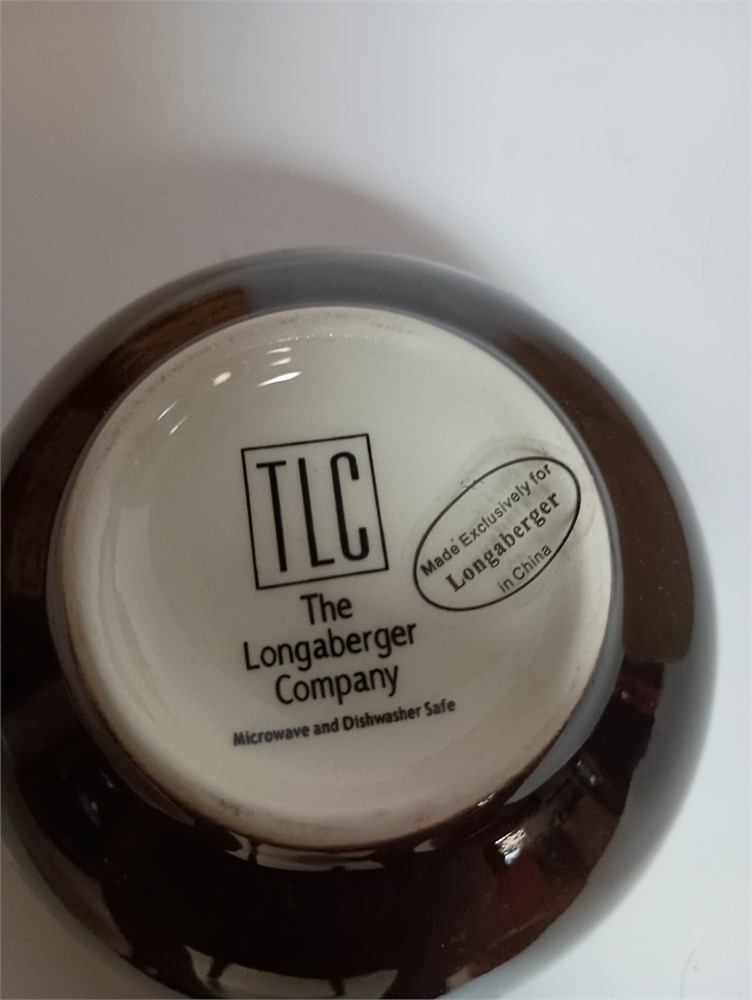 TLC
The
Longaberger
Company
Microwave and Dishwasher Safe
Made Exclusively for
Longaberger
in China